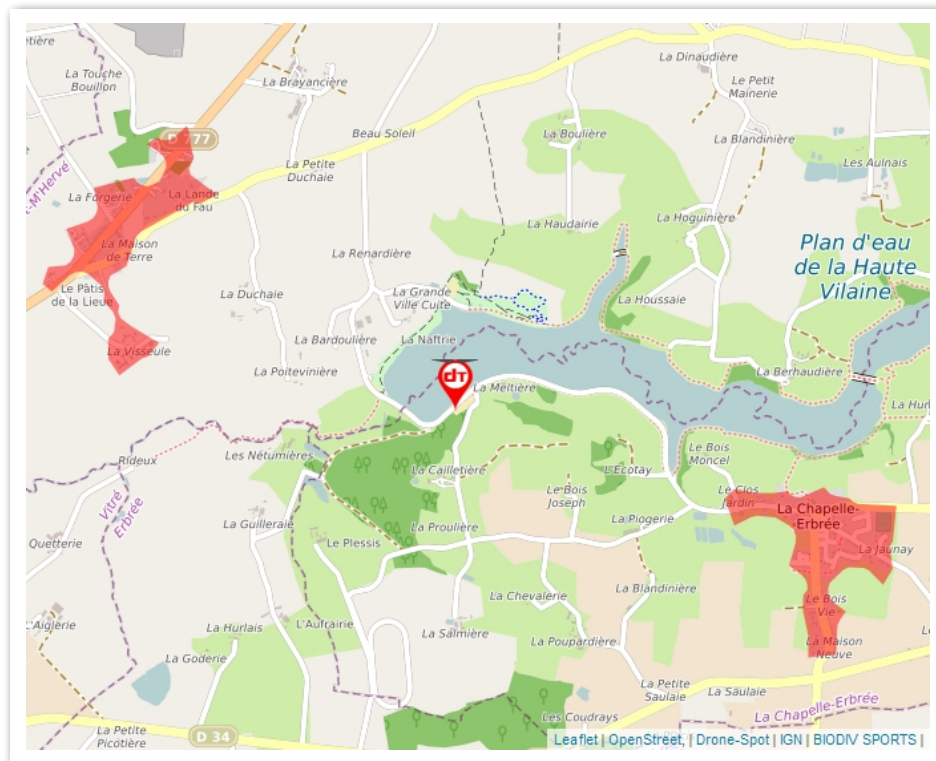 etière
La Touche
Bouillon
La Brayancière
La Dinaudière
Le Petit
Mainerie
D 777
Beau Soleil
La Boulière
La Blandinière
La Petite
Duchaie
Les Aulnais
t-M'Hervé
La Forgerie
La Lande
du Fau
La Haudairie
La Hoguinière
La Maison
de Terre
La Renardière
Plan d'eau
de la Haute
Vilaine
Le Pâtis
de la Lieue
La Duchaie
La Grande
Ville Cuite
La Houssaie
La Visseule
La Bardoulière
La Naftrie
La Poitevinière
dT
La Meltière
La Berhaudière
La Hun
Rideux
Les Nétumières
La Cailletière
L'Ecotay
Le Bois
Moncel
Vitré
Erbrée
Le Bois
Joseph
Le Clos
Jardin
La Chapelle-
Erbrée
La Guilleraie
La Proulière
La Piogerie
Quetterie
Le Plessis
La Jaunay
La Chevalerie
La Blandinière
Le Bois
Vie
L'Aiglerie
La Hurlais
L'Aufrairie
La Salmière
La Poupardière
La Maison
Neuve
Le
La Goderie
La Petite
Saulaie
La Saulaie
La Chapelle-Erbrée
La Petite
Picotière
D 34
Les Coudrays
Leaflet | OpenStreet, | Drone-Spot | IGN | BIODIV SPORTS |